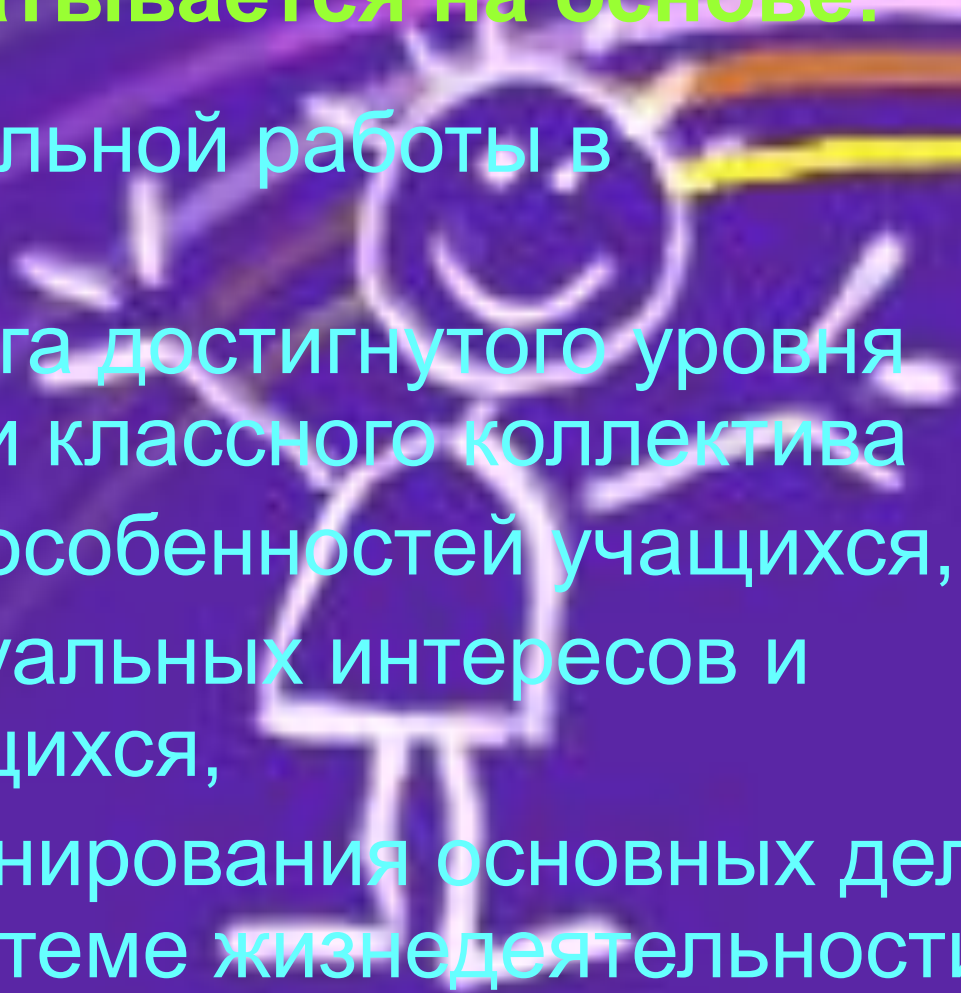 атывается на основе:
льной работы в
га достигнутого уровня
и классного коллектива
особенностей учащихся,
уальных интересов и
щихся,
нирования основных дел
теме жизнедеятельности